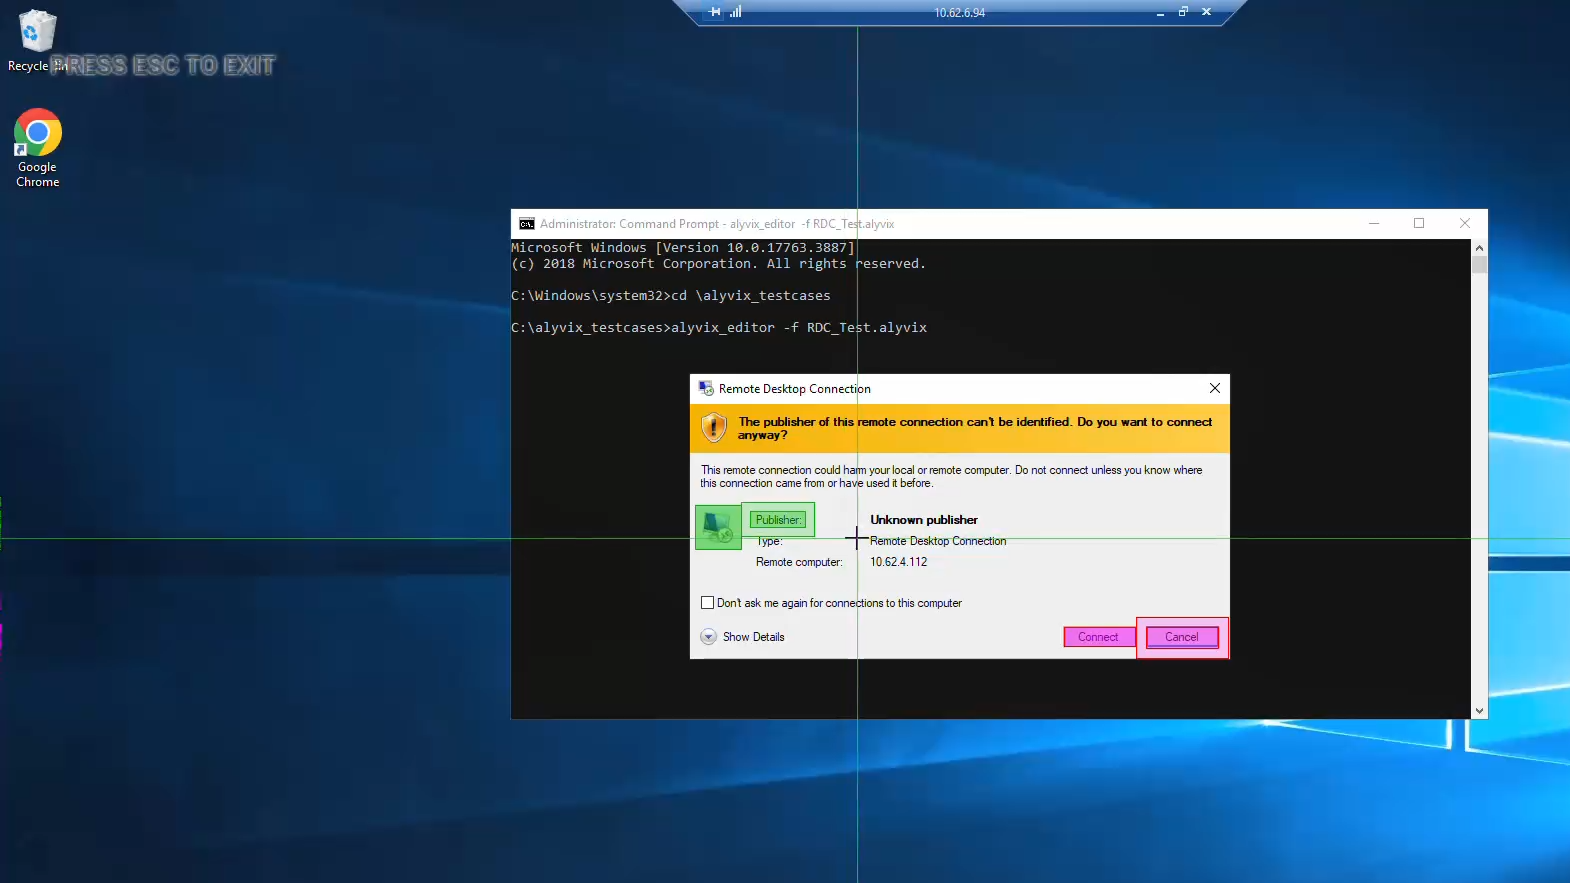 10.62.6.94
Recycle Bin
PRESS ESC TO EXIT
Google
Chrome
Administrator: Command Prompt - alyvix_editor -f RDC_Test.alyvix
Microsoft Windows [Version 10.0.17763.3887]
(c) 2018 Microsoft Corporation. All rights reserved.
C:\Windows\system32>cd \alyvix_testcases
C:\alyvix_testcases>alyvix_editor -f RDC_Test.alyvix
Remote Desktop Connection
The publisher of this remote connection can't be identified. Do you want to connect
anyway?
This remote connection could harm your local or remote computer. Do not connect unless you know where
this connection came from or have used it before.
Publisher: Unknown publisher
Type: Remote Desktop Connection
Remote computer: 10.62.4.112
Don't ask me again for connections to this computer
Show Details Connect Cancel